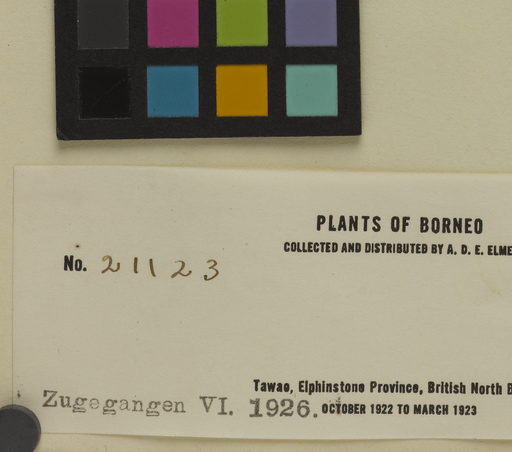 PLANTS OF BORNEO
COLLECTED AND DISTRIBUTED BY A. D. E. ELME
No. 21123
Tawao, Elphinstone Province, British North B
OCTOBER 1922 TO MARCH 1923
Zugegangen VI. 1926.